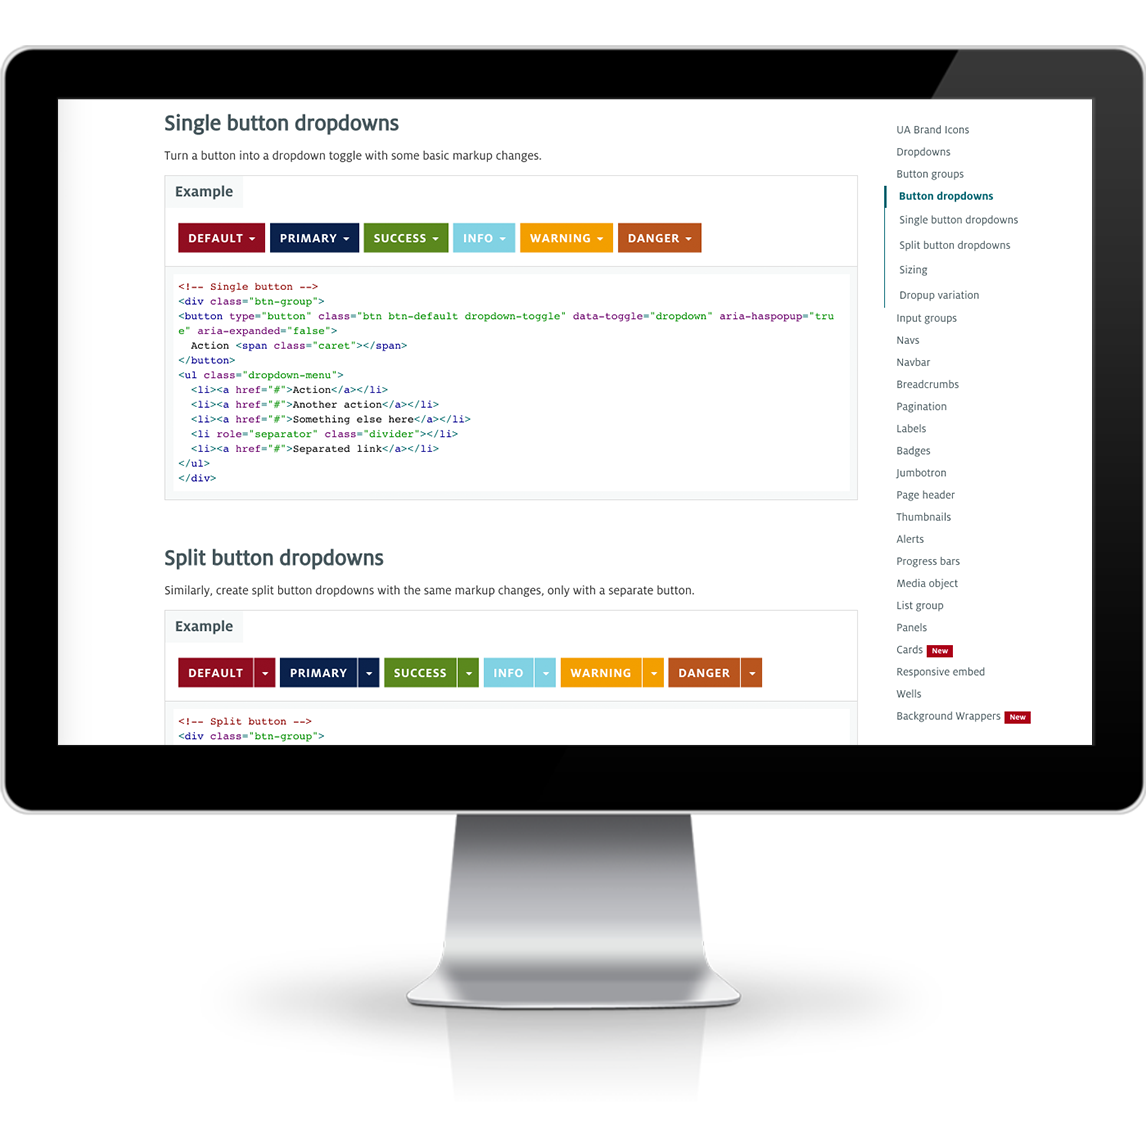 Single button dropdowns
Turn a button into a dropdown toggle with some basic markup changes.
Example
DEFAULT PRIMARY SUCCESS INFO WARNING DANGER
<!-- Single button -->
<div class="btn-group">
<button type="button" class="btn btn-default dropdown-toggle" data-toggle="dropdown" aria-haspopup="tru
e" aria-expanded="false">
  Action <span class="caret"></span>
</button>
<ul class="dropdown-menu">
  <li><a href="#">Action</a></li>
  <li><a href="#">Another action</a></li>
  <li><a href="#">Something else here</a></li>
  <li role="separator" class="divider"></li>
  <li><a href="#">Separated link</a></li>
</ul>
</div>
Split button dropdowns
Similarly, create split button dropdowns with the same markup changes, only with a separate button.
Example
DEFAULT PRIMARY SUCCESS INFO WARNING DANGER
<!-- Split button -->
<div class="btn-group">
UA Brand Icons
Dropdowns
Button groups
Button dropdowns
Single button dropdowns
Split button dropdowns
Sizing
Dropup variation
Input groups
Navs
Navbar
Breadcrumbs
Pagination
Labels
Badges
Jumbotron
Page header
Thumbnails
Alerts
Progress bars
Media object
List group
Panels
Cards New
Responsive embed
Wells
Background Wrappers New